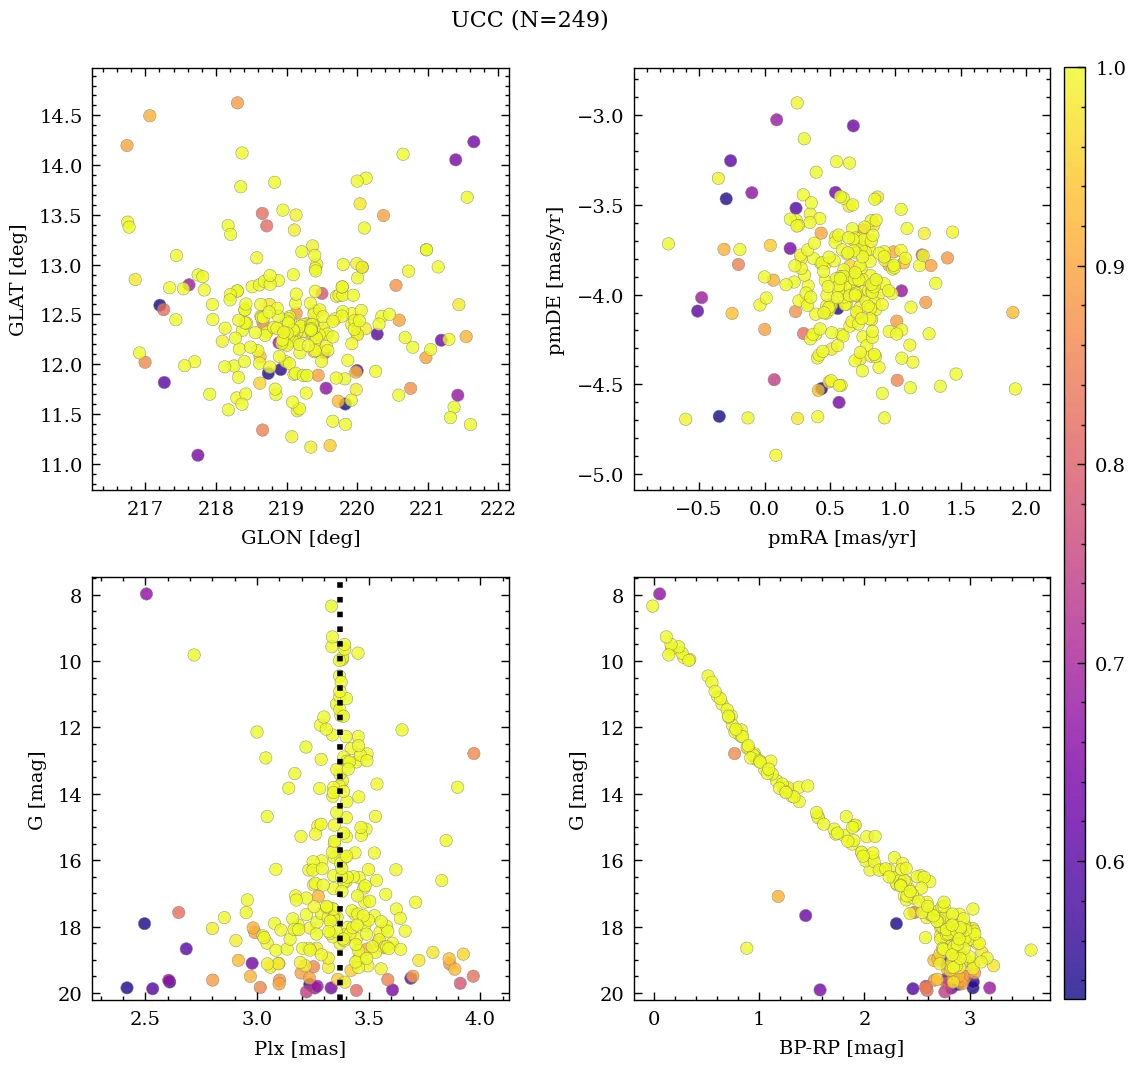 UCC (N=249)
14.5
14.0
13.5
13.0
12.5
12.0
11.5
11.0
GLAT [deg]
217 218 219 220 221 222
GLON [deg]
−3.0
−3.5
−4.0
−4.5
−5.0
pmDE [mas/yr]
−0.5 0.0 0.5 1.0 1.5 2.0
pmRA [mas/yr]
1.0
0.9
0.8
0.7
0.6
8
10
12
14
16
18
20
G [mag]
2.5 3.0 3.5 4.0
Plx [mas]
8
10
12
14
16
18
20
G [mag]
0 1 2 3
BP-RP [mag]